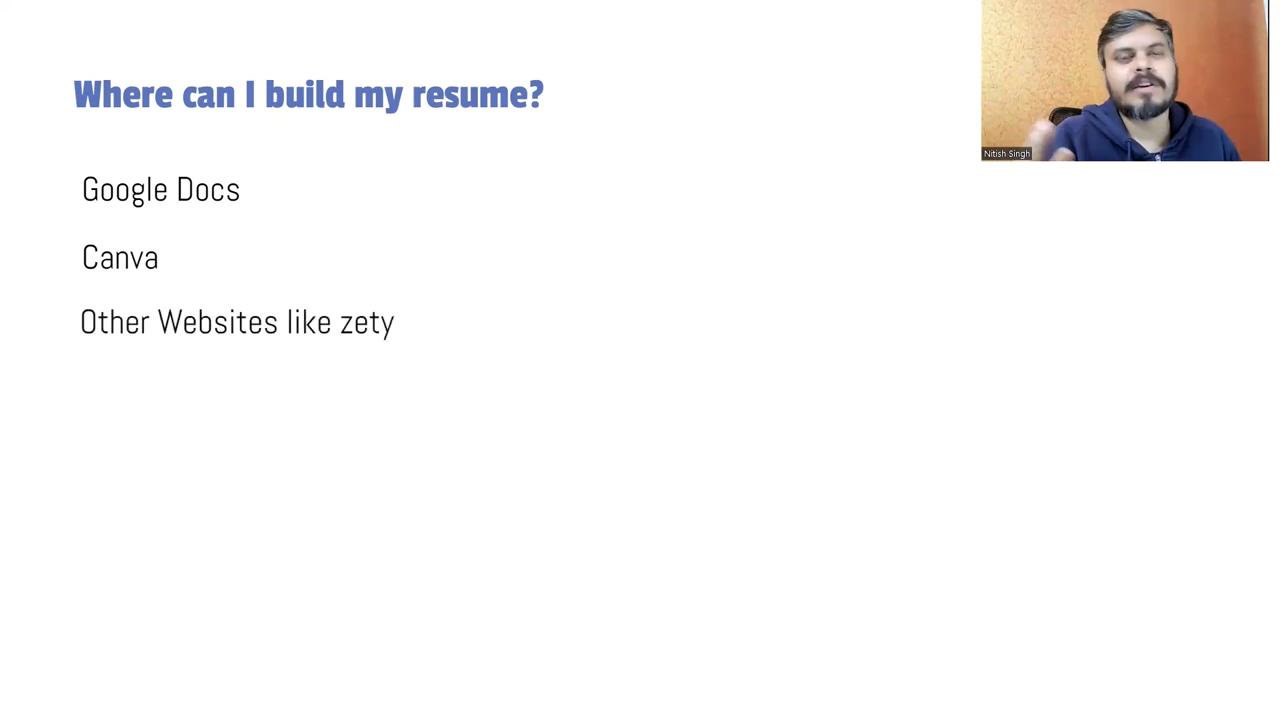 Where can I build my resume?
Google Docs
Canva
Other Websites like zety
Nitish Singh